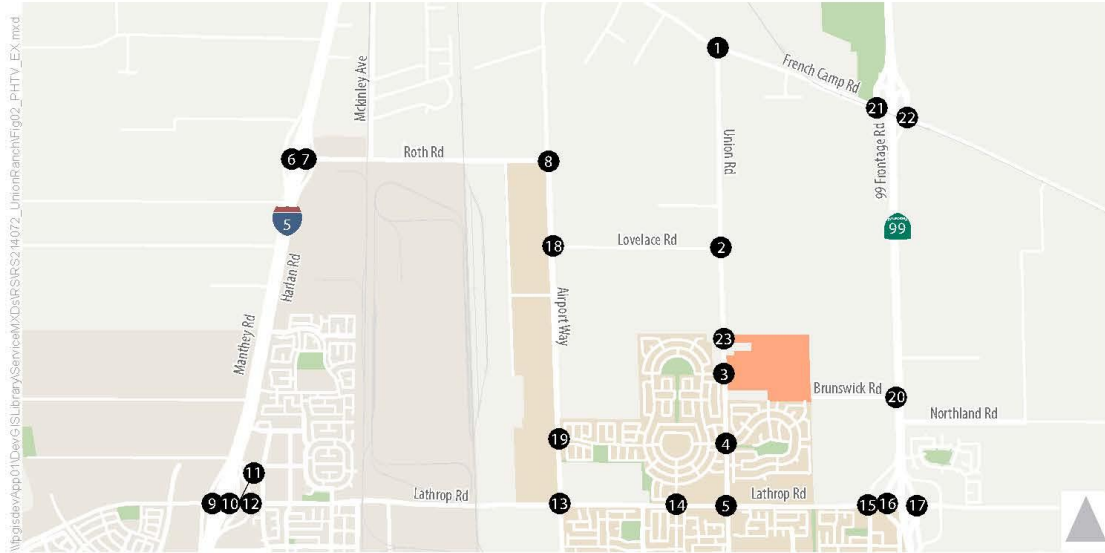 \\fpgisdevApp01\DevGISLibrary\ServiceMXDs\RS\RS214072_UnionRanch\Fig02_PHTV_EX.mxd
1
French Camp Rd
21
22
Mckinley Ave
99 Frontage Rd
Union Rd
6
7
Roth Rd
8
5
99
18
Lovelace Rd
2
Harlan Rd
Airport Way
Manthey Rd
23
3
Brunswick Rd
20
Northland Rd
19
4
11
9
10
12
Lathrop Rd
13
14
5
Lathrop Rd
15
16
17